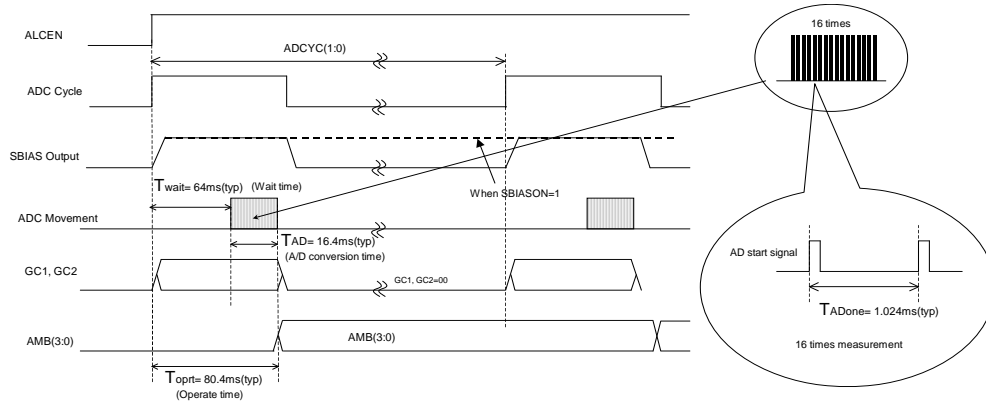 ALCEN
16 times
ADCYC(1:0)
ADC Cycle
SBIAS Output
When SBIASON=1
Twait= 64ms(typ) (Wait time)
ADC Movement
TAD= 16.4ms(typ)
(A/D conversion time)
AD start signal
GC1, GC2
GC1, GC2=00
TADone= 1.024ms(typ)
AMB(3:0)
AMB(3:0)
16 times measurement
Toprt= 80.4ms(typ)
(Operate time)